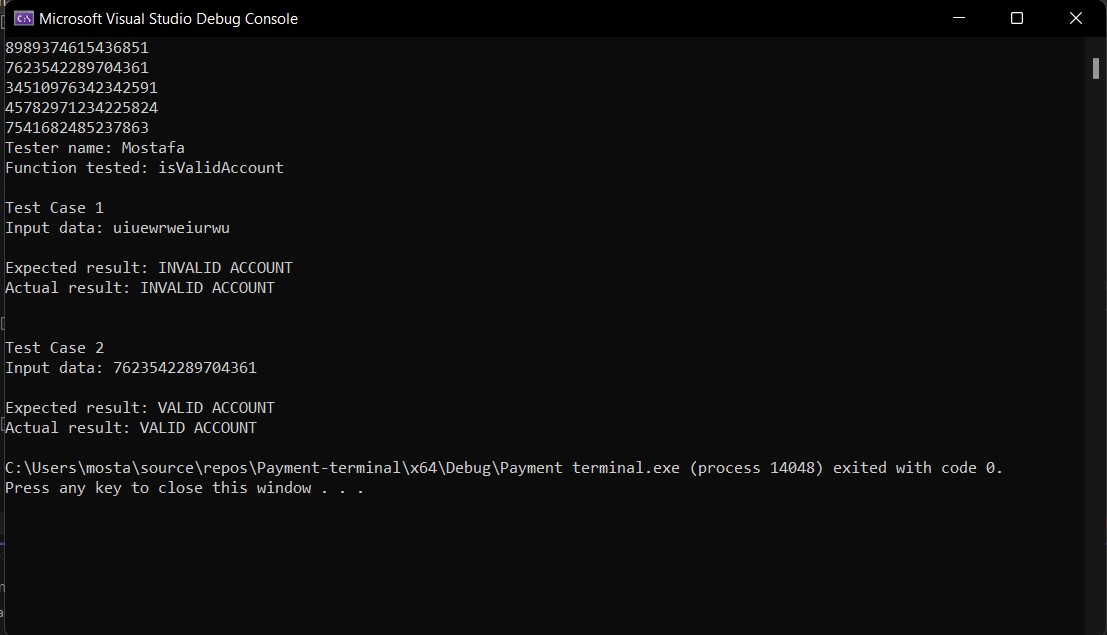 Microsoft Visual Studio Debug Console
8989374615436851
7623542289704361
34510976342342591
45782971234225824
7541682485237863
Tester name: Mostafa
Function tested: isValidAccount
Test Case 1
Input data: uiuewrweiurwu
Expected result: INVALID ACCOUNT
Actual result: INVALID ACCOUNT
Test Case 2
Input data: 7623542289704361
Expected result: VALID ACCOUNT
Actual result: VALID ACCOUNT
C:\Users\mosta\source\repos\Payment-terminal\x64\Debug\Payment terminal.exe (process 14048) exited with code 0.
Press any key to close this window . . .